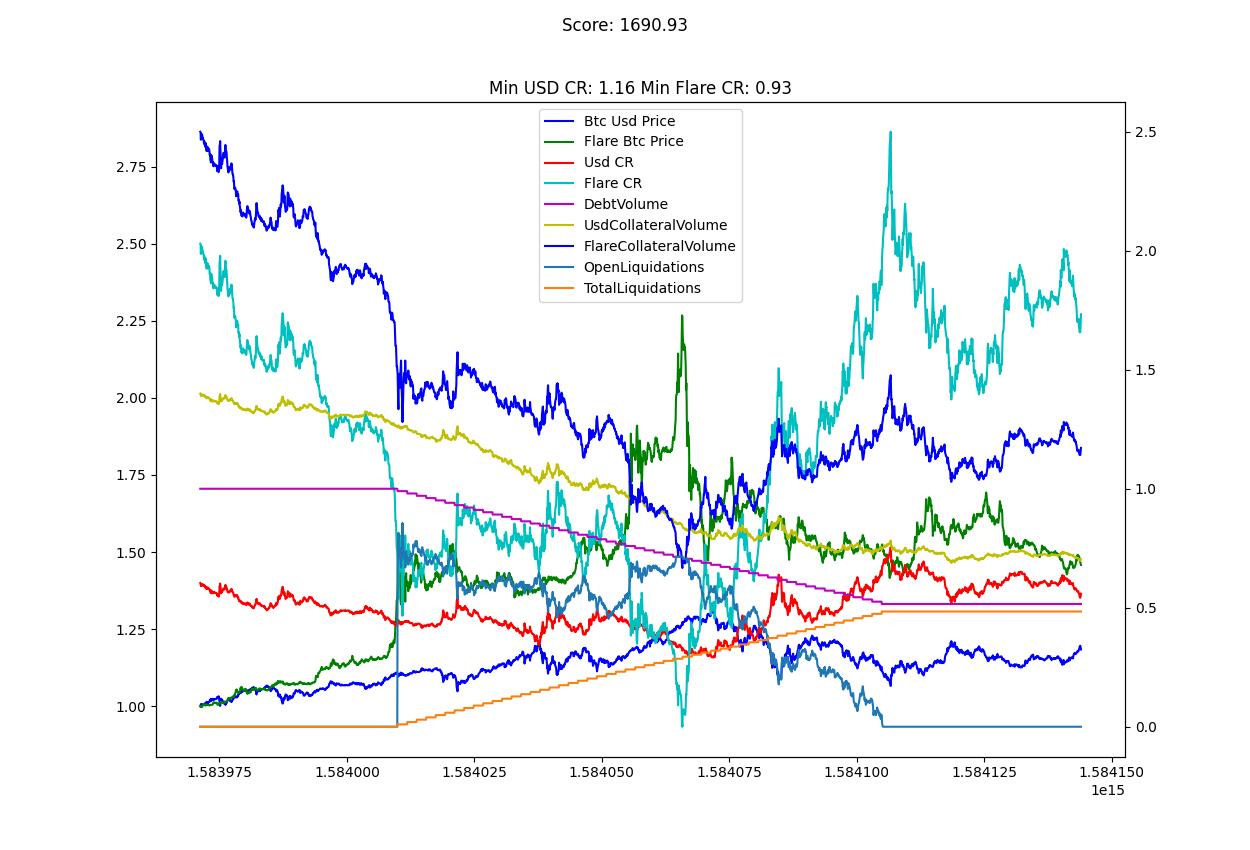 Score: 1690.93
Min USD CR: 1.16 Min Flare CR: 0.93
Btc Usd Price
Flare Btc Price
Usd CR
Flare CR
DebtVolume
UsdCollateralVolume
FlareCollateralVolume
OpenLiquidations
TotalLiquidations
2.75
2.50
2.25
2.00
1.75
1.50
1.25
1.00
2.5
2.0
1.5
1.0
0.5
0.0
1.583975
1.584000
1.584025
1.584050
1.584075
1.584100
1.584125
1.584150
1e15